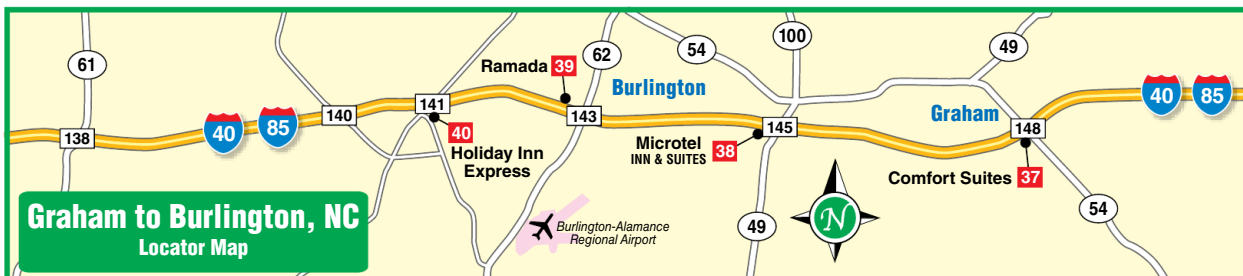 61
138
40
85
140
141
40
Holiday Inn
Express
Ramada 39
62
143
Burlington
54
100
Microtel
INN & SUITES
38
145
49
49
Graham
148
Comfort Suites 37
54
40
85
Burlington-Alamance
Regional Airport
N
Graham to Burlington, NC
Locator Map